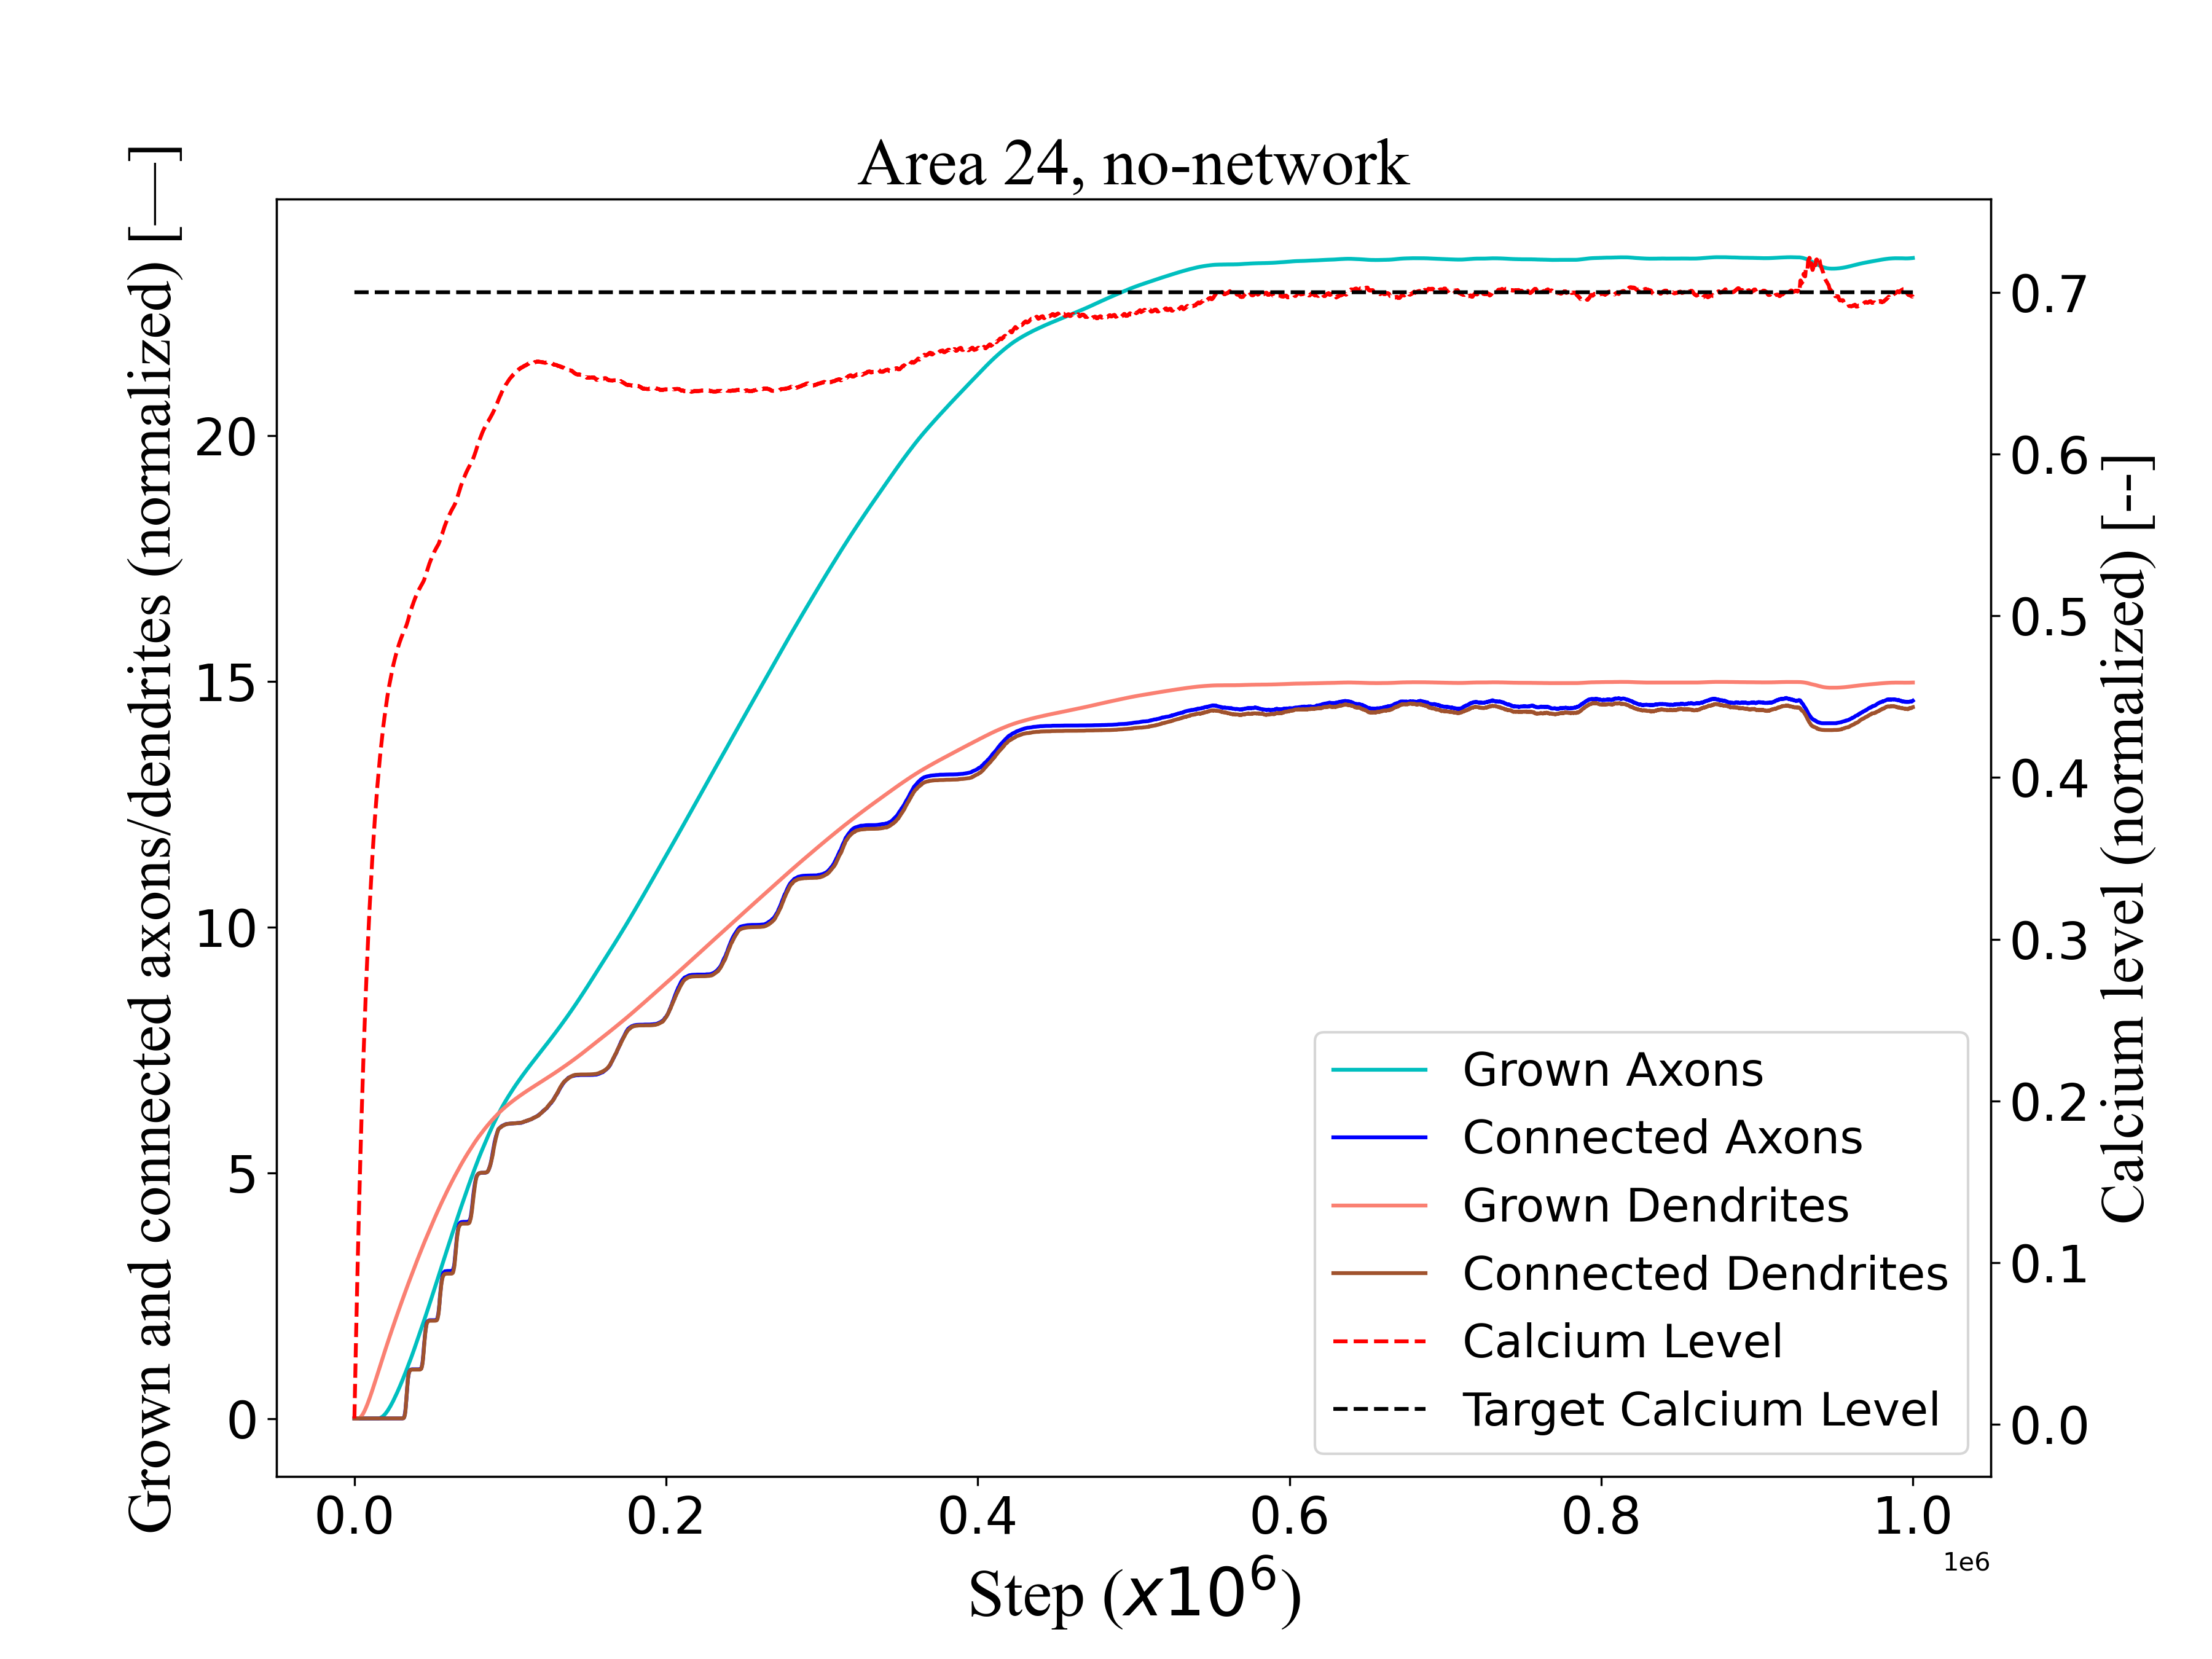 Area 24, no-network
Grown and connected axons/dendrites (normalized) [—]
20
15
10
5
0
0.7
0.6
0.5
0.4
0.3
0.2
0.1
0.0
Calcium level (normalized) [--]
Grown Axons
Connected Axons
Grown Dendrites
Connected Dendrites
Calcium Level
Target Calcium Level
0.0 0.2 0.4 0.6 0.8 1.0
1e6
Step (x10⁶)